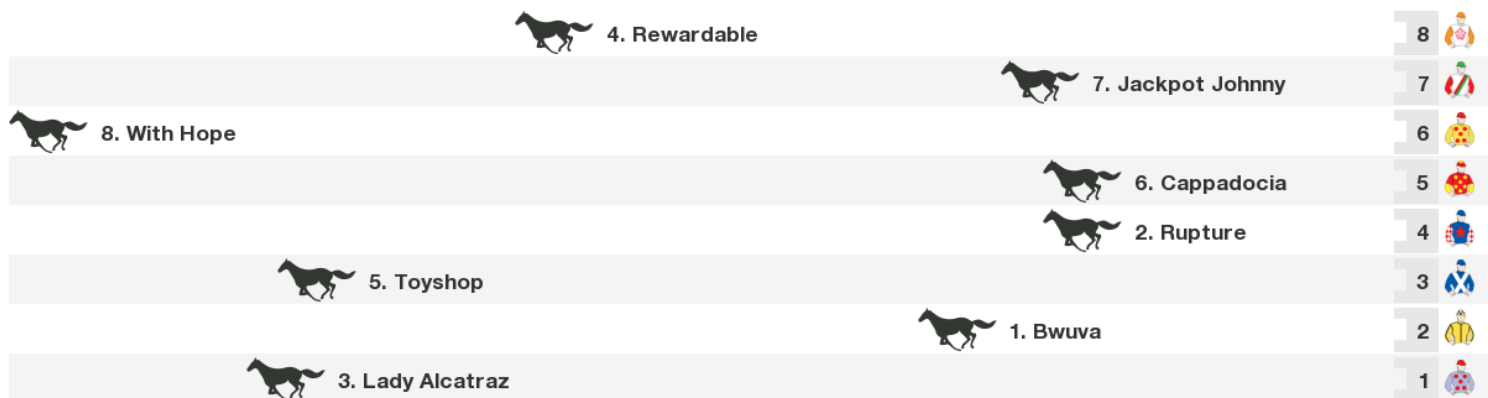 4. Rewardable 8
7. Jackpot Johnny 7
8. With Hope 6
6. Cappadocia 5
2. Rupture 4
5. Toyshop 3
1. Bwuva 2
3. Lady Alcatraz 1